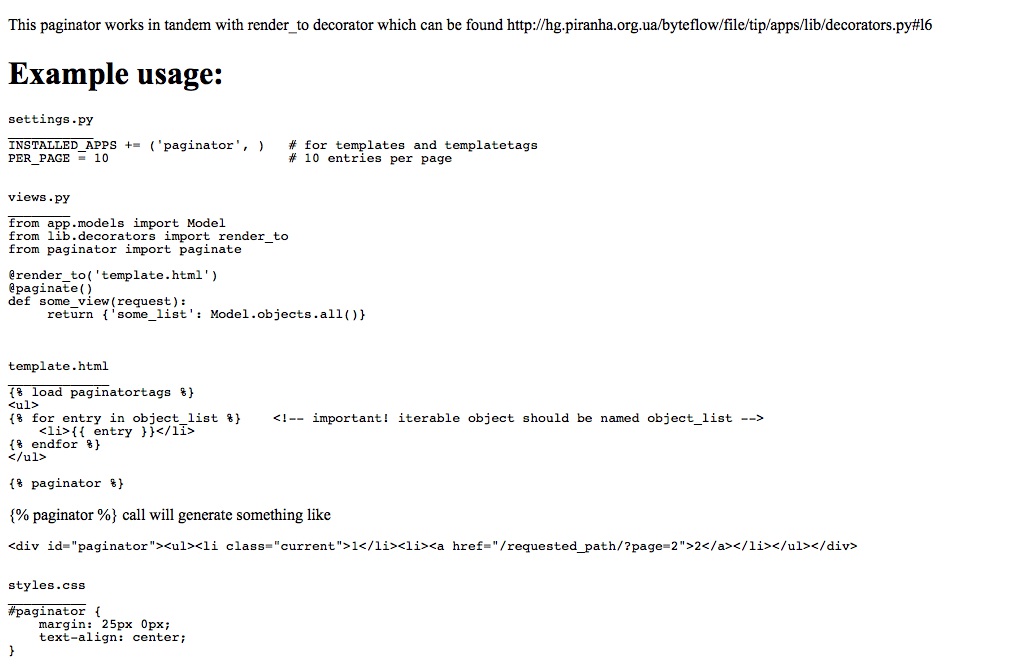 This paginator works in tandem with render_to decorator which can be found http://hg.piranha.org.ua/byteflow/file/tip/apps/lib/decorators.py#l6
Example usage:
settings.py
___________
INSTALLED_APPS += ('paginator', )   # for templates and templatetags
PER_PAGE = 10                       # 10 entries per page
views.py
________
from app.models import Model
from lib.decorators import render_to
from paginator import paginate
@render_to('template.html')
@paginate()
def some_view(request):
     return {'some_list': Model.objects.all()}
template.html
_____________
{% load paginatortags %}
<ul>
{% for entry in object_list %}    <!-- important! iterable object should be named object_list -->
    <li>{{ entry }}</li>
{% endfor %}
</ul>
{% paginator %}
{% paginator %} call will generate something like
<div id="paginator"><ul><li class="current">1</li><li><a href="/requested_path/?page=2">2</a></li></ul></div>
styles.css
__________
#paginator {
    margin: 25px 0px;
    text-align: center;
}